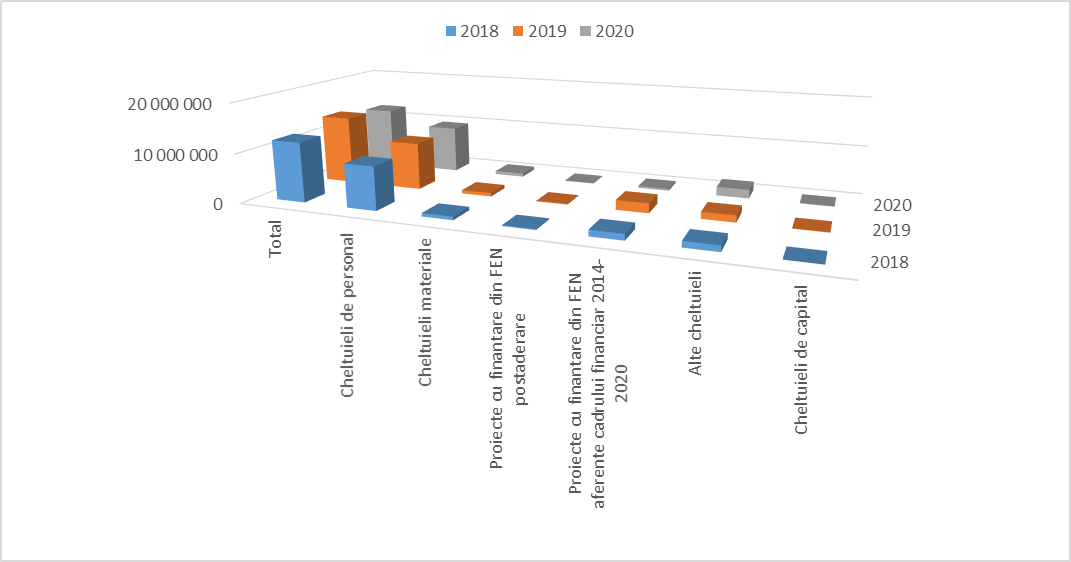 2018 2019 2020
20 000 000
10 000 000
0
2020
2019
2018
Total
Cheltuieli de personal
Cheltuieli materiale
Proiecte cu finantare din FEN
postaderare
Proiecte cu finantare din FEN
aferente cadrului financiar 2014-
2020
Alte cheltuieli
Cheltuieli de capital